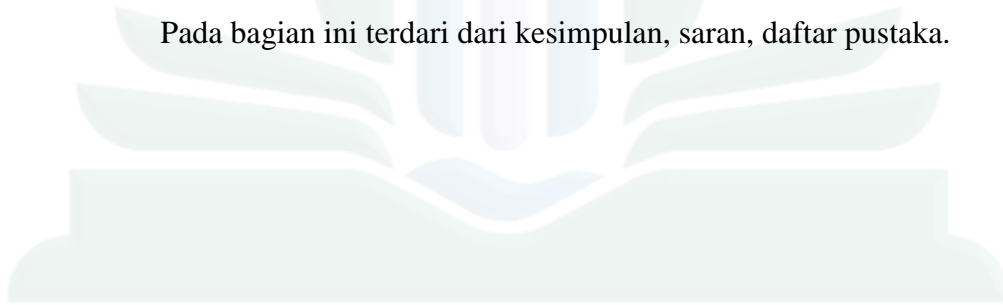 Pada bagian ini terdari dari kesimpulan, saran, daftar pustaka.